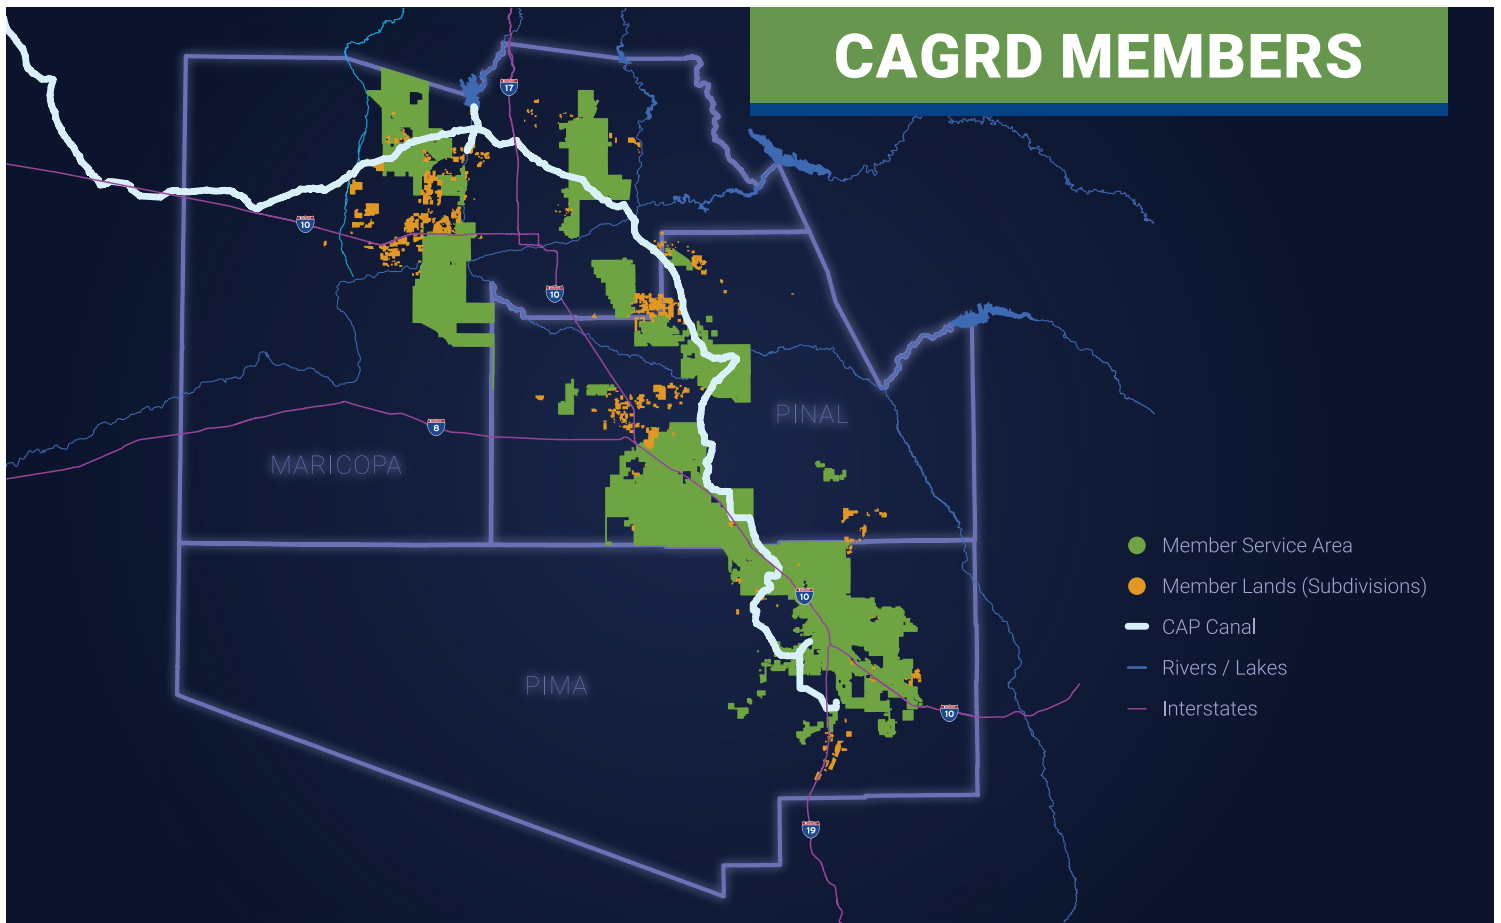 CAGRD MEMBERS
17
10
10
8
MARICOPA
PINAL
Member Service Area
Member Lands (Subdivisions)
10
CAP Canal
Rivers / Lakes
PIMA
Interstates
10
19